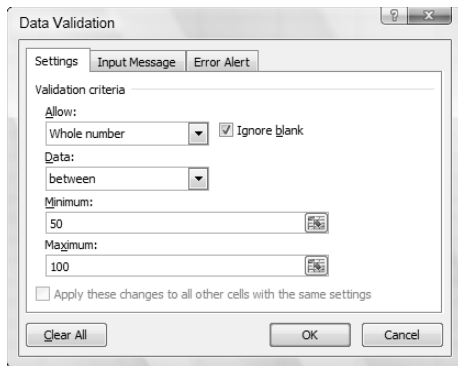 Data Validation
Settings Input Message Error Alert
Validation criteria
Allow:
Whole number Ignore blank
Data:
between
Minimum:
50
Maximum:
100
Apply these changes to all other cells with the same settings
Clear All OK Cancel